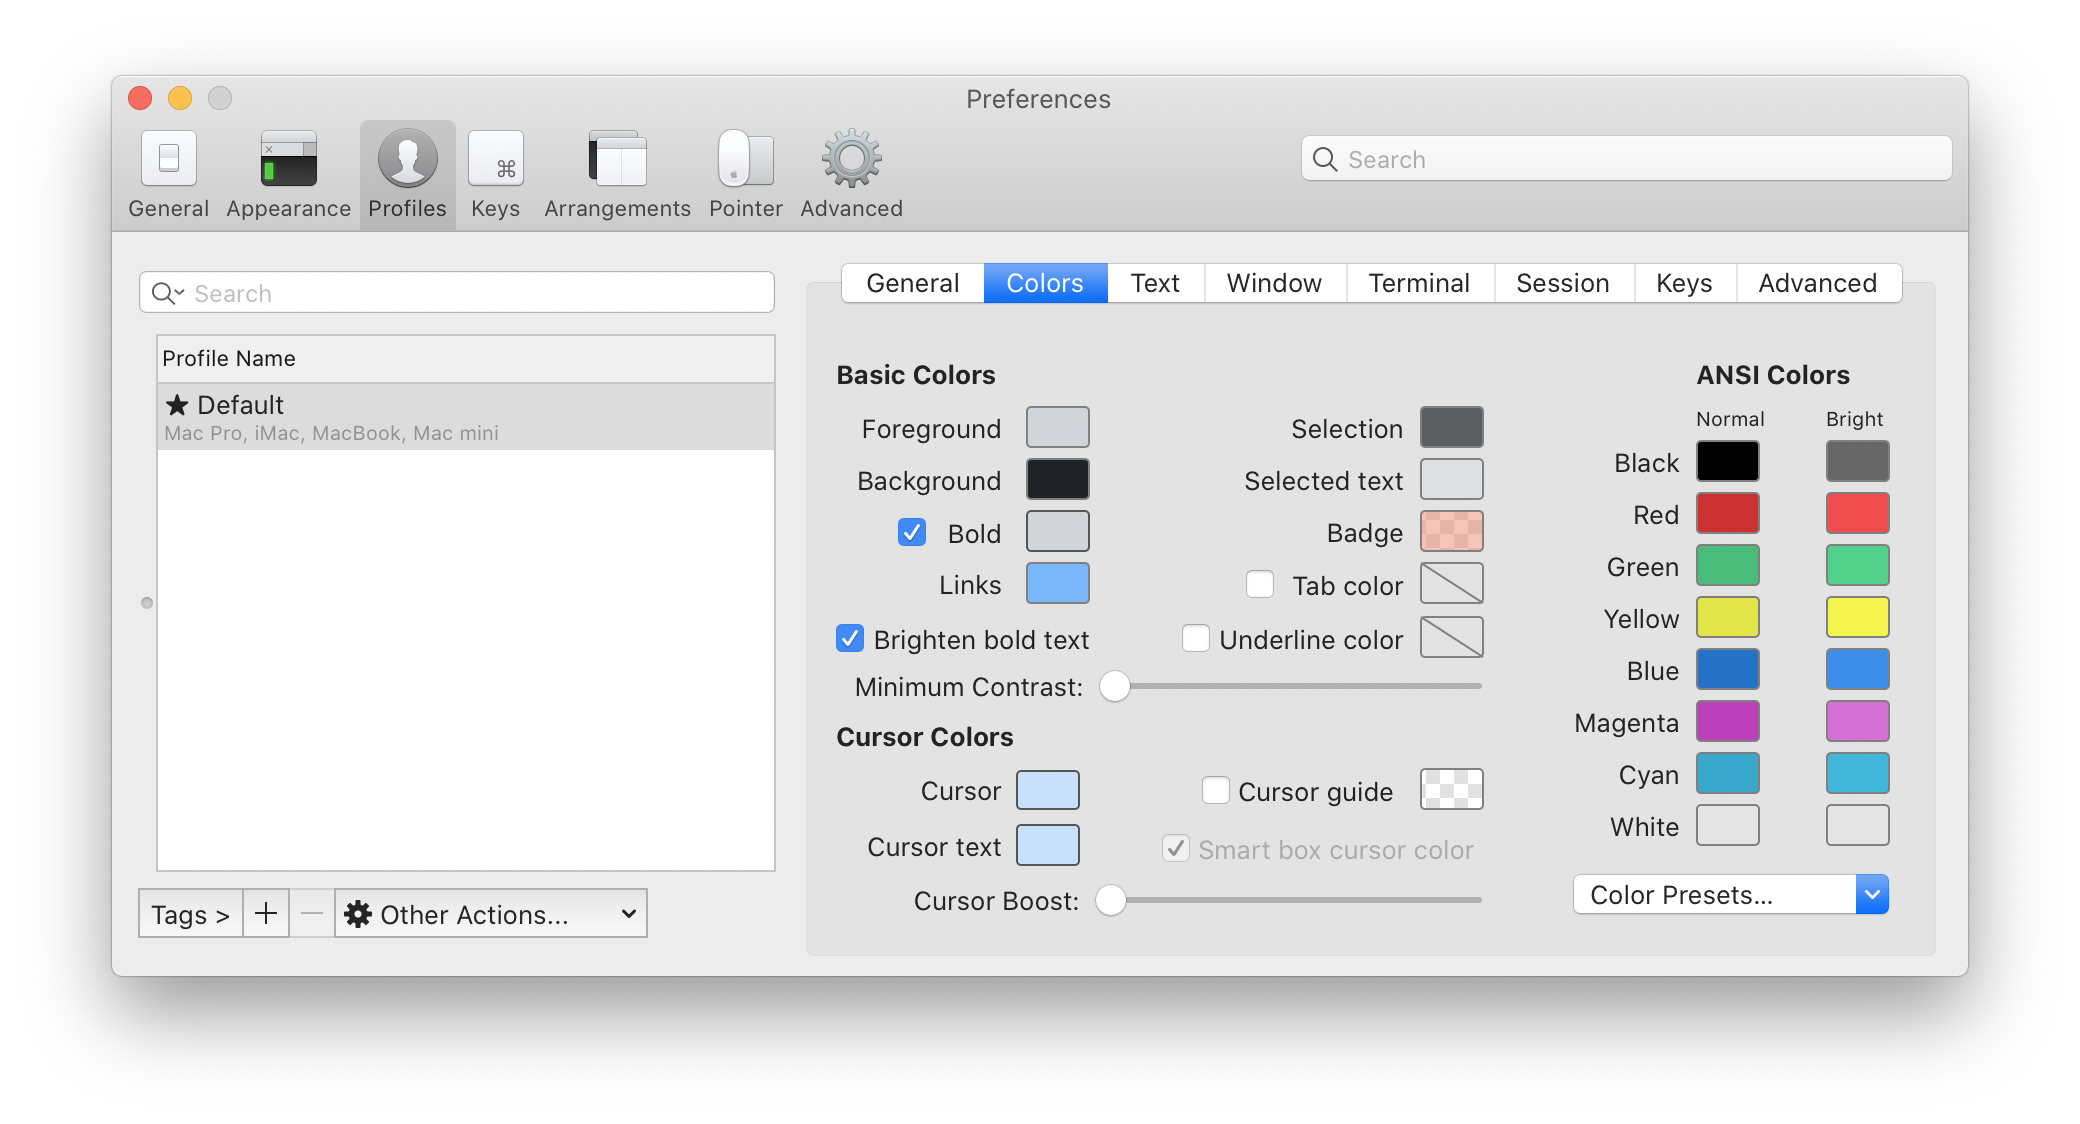 Preferences
General Appearance Profiles Keys Arrangements Pointer Advanced
Search
Search
Profile Name
Default
Mac Pro, iMac, MacBook, Mac mini
Tags >
Other Actions...
General Colors Text Window Terminal Session Keys Advanced
Basic Colors
Foreground
Background
Bold
Links
Brighten bold text
Minimum Contrast:
Selection
Selected text
Badge
Tab color
Underline color
Cursor Colors
Cursor
Cursor text
Cursor Boost:
Cursor guide
Smart box cursor color
ANSI Colors
Normal Bright
Black
Red
Green
Yellow
Blue
Magenta
Cyan
White
Color Presets...